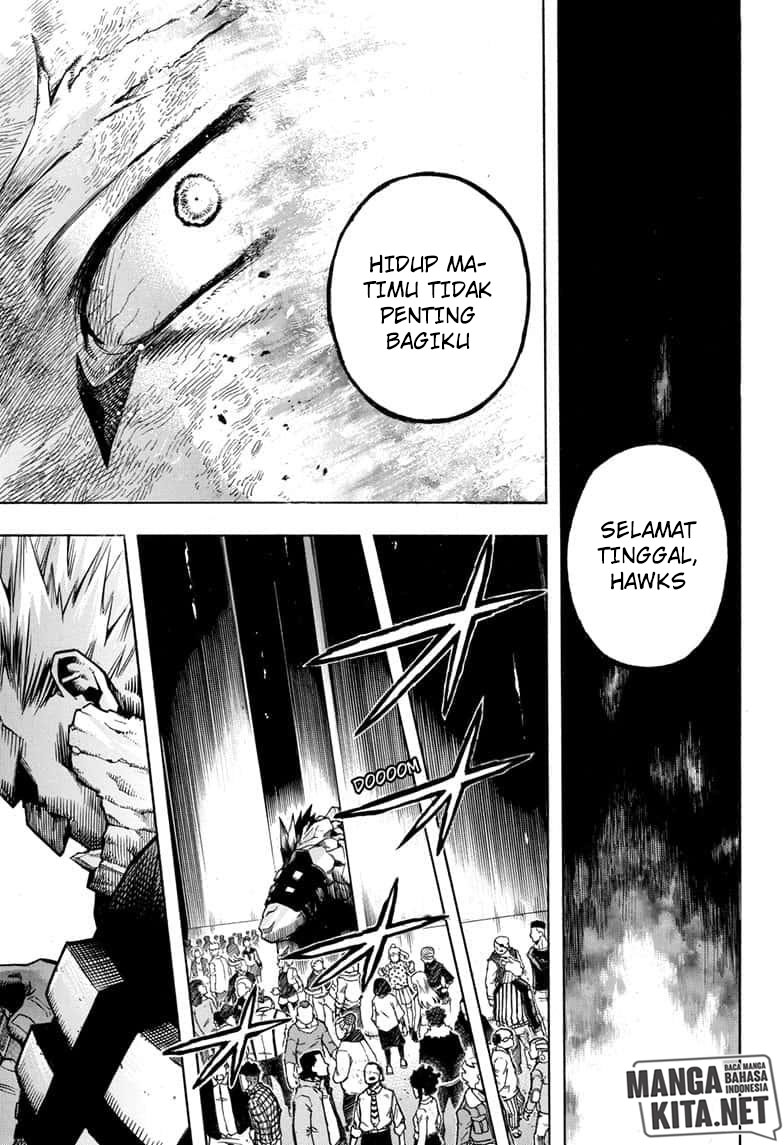 SELAMAT
TINGGAL,
HAWKS
HIDUP MA-
TIMU TIDAK
PENTING
BAGIKU
DOOOOM
MANGA
KITA.NET
BACA MANGA
BAHASA
INDONESIA